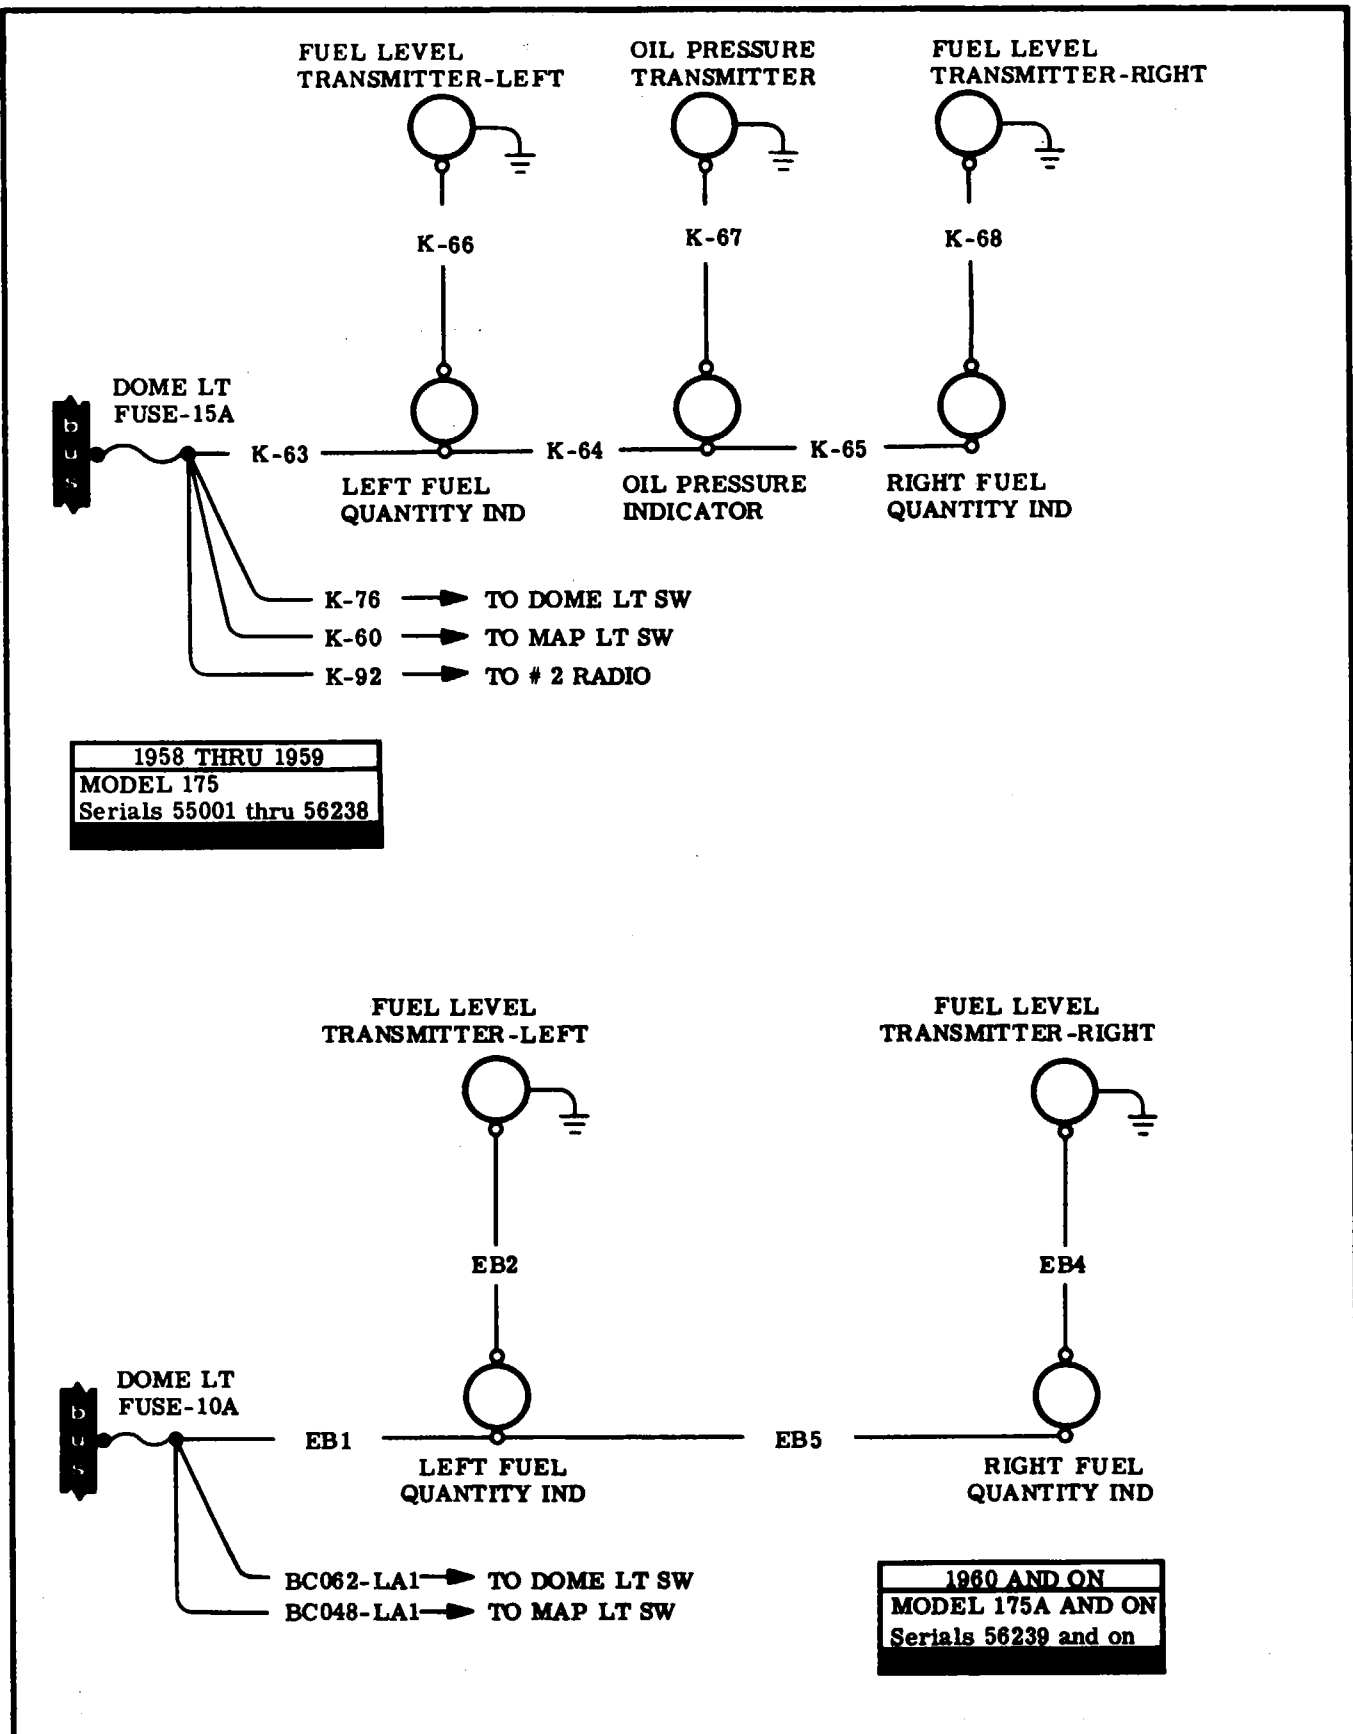 FUEL LEVEL
TRANSMITTER-LEFT
OIL PRESSURE
TRANSMITTER
FUEL LEVEL
TRANSMITTER-RIGHT
K-66
K-67
K-68
DOME LT
FUSE-15A
bus
K-63
K-64
K-65
LEFT FUEL
QUANTITY IND
OIL PRESSURE
INDICATOR
RIGHT FUEL
QUANTITY IND
K-76 TO DOME LT SW
K-60 TO MAP LT SW
K-92 TO # 2 RADIO
1958 THRU 1959
MODEL 175
Serials 55001 thru 56238
FUEL LEVEL
TRANSMITTER-LEFT
FUEL LEVEL
TRANSMITTER-RIGHT
EB2
EB4
DOME LT
FUSE-10A
bus
EB1
EB5
LEFT FUEL
QUANTITY IND
RIGHT FUEL
QUANTITY IND
BC062-LA1 TO DOME LT SW
BC048-LA1 TO MAP LT SW
1960 AND ON
MODEL 175A AND ON
Serials 56239 and on